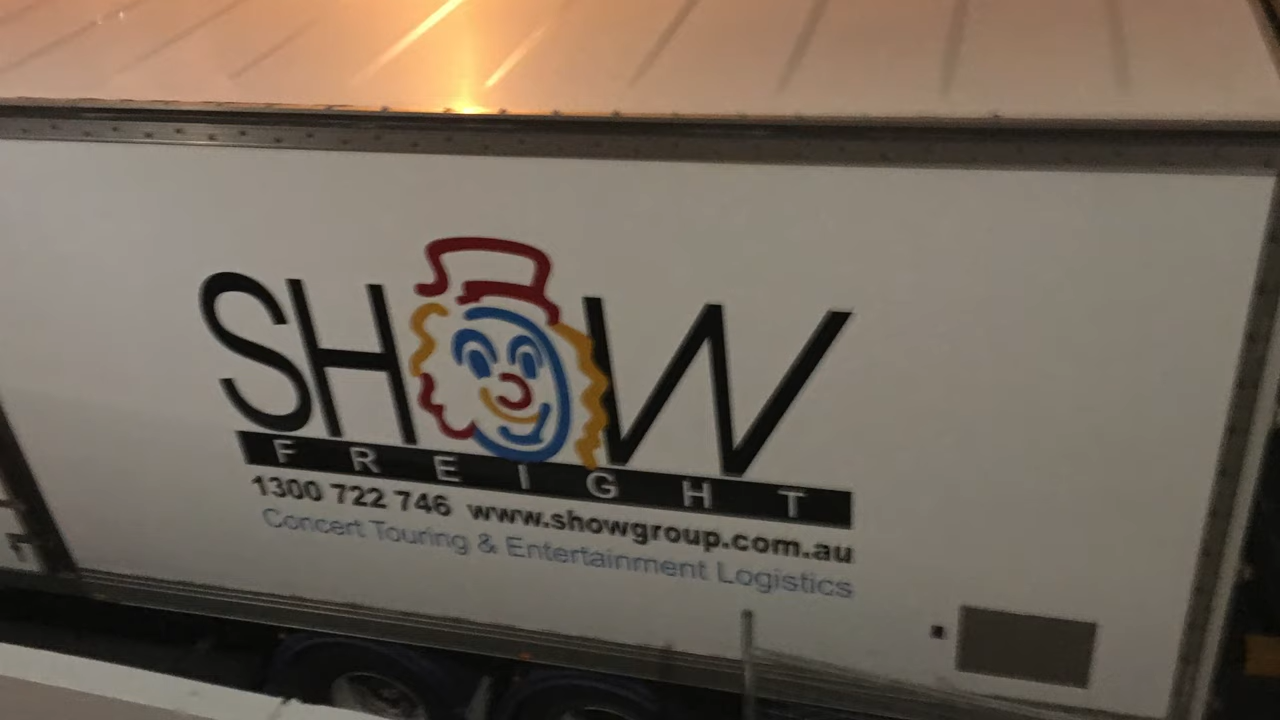 SHOW
FREIGHT
1300 722 746 www.showgroup.com.au
Concert Touring & Entertainment Logistics